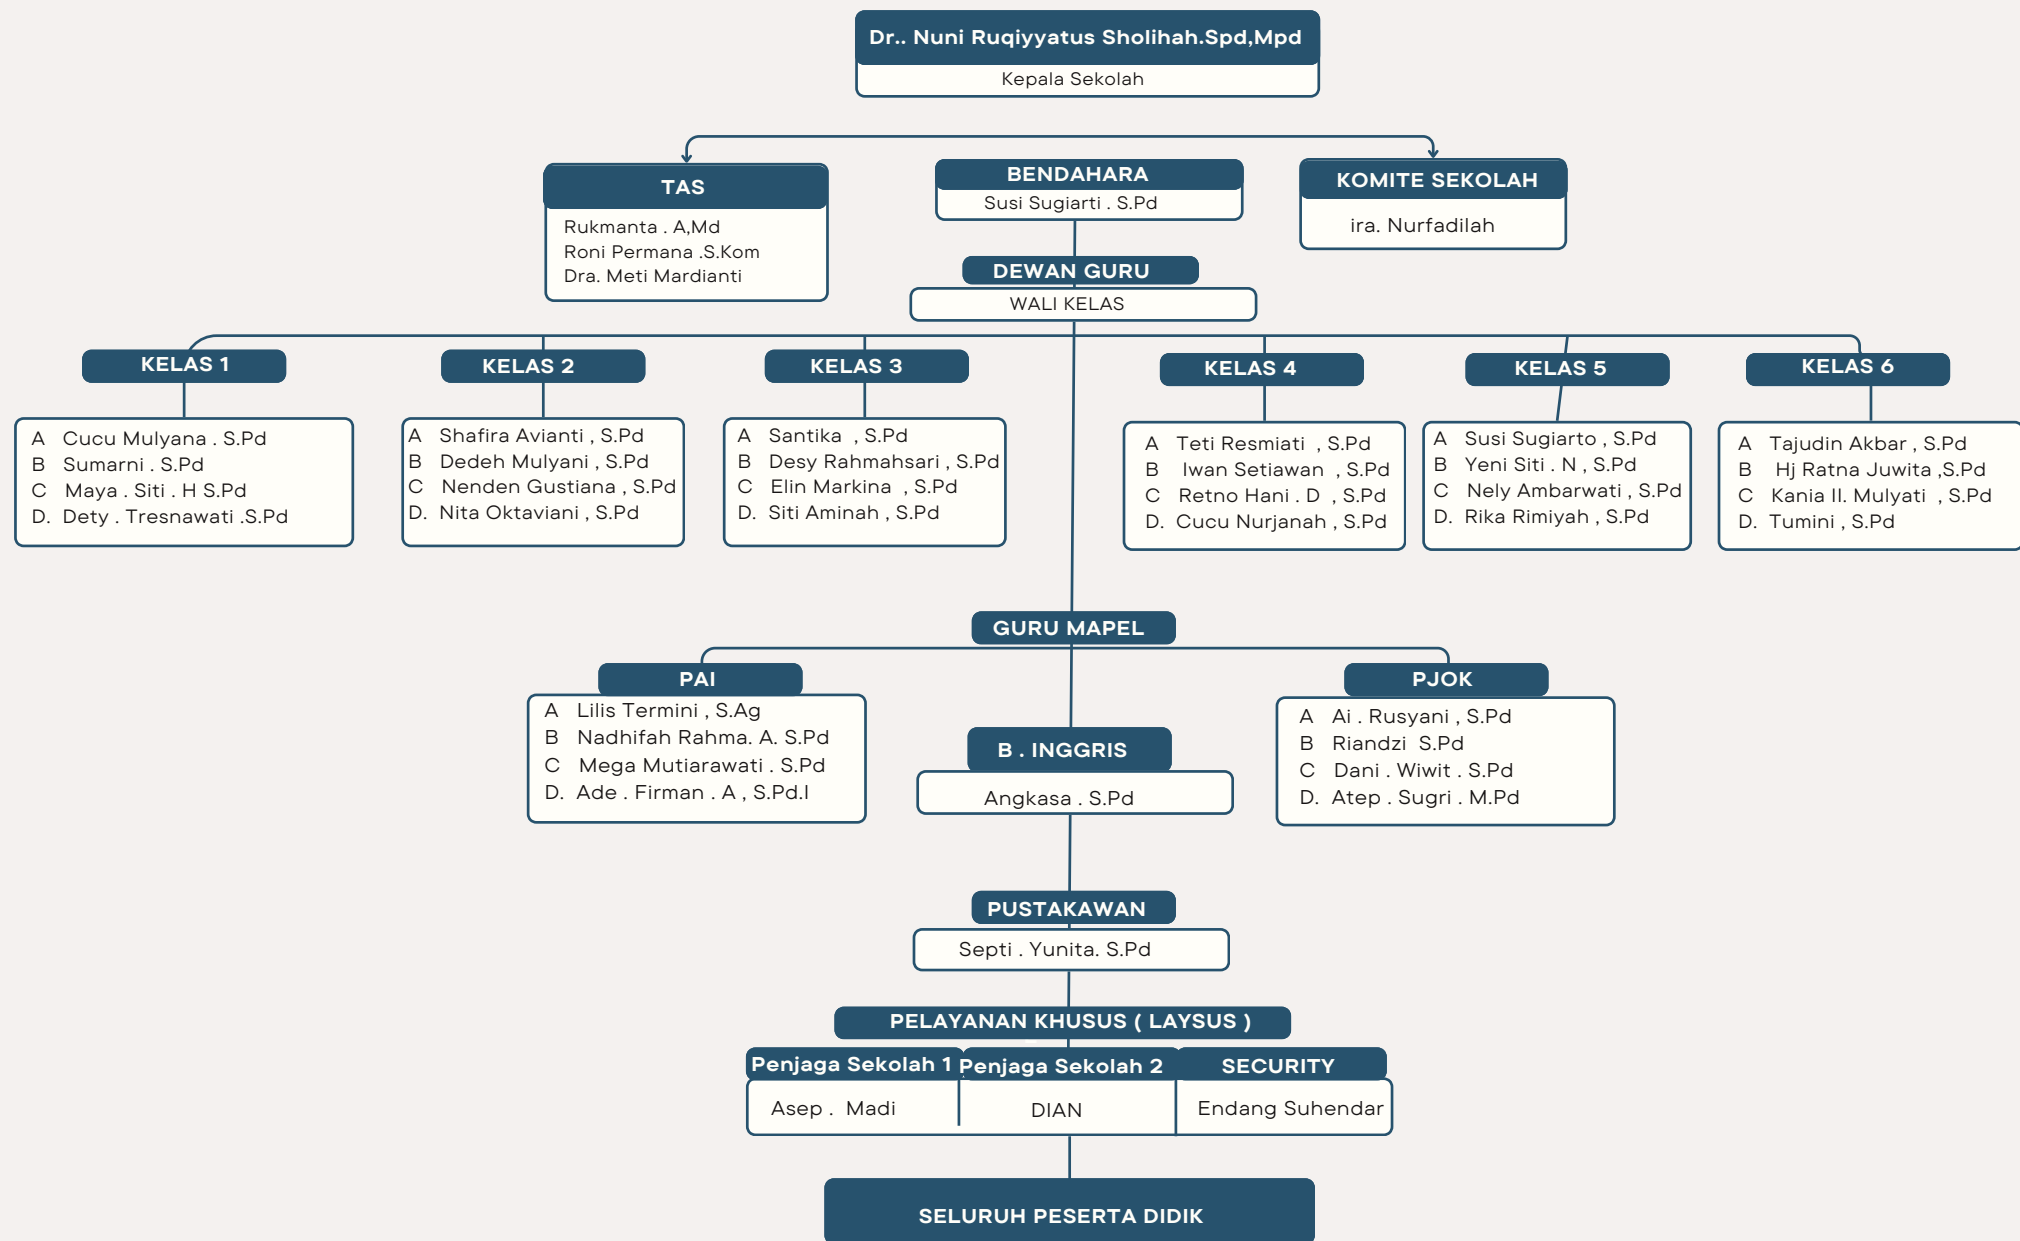 Dr.. Nuni Ruqiyyatus Sholihah.Spd,Mpd
Kepala Sekolah
TAS
Rukmanta . A,Md
Roni Permana .S.Kom
Dra. Meti Mardianti
BENDAHARA
Susi Sugiarti . S.Pd
KOMITE SEKOLAH
ira. Nurfadilah
DEWAN GURU
WALI KELAS
KELAS 1
A Cucu Mulyana . S.Pd
B Sumarni . S.Pd
C Maya . Siti . H S.Pd
D. Dety . Tresnawati .S.Pd
KELAS 2
A Shafira Avianti , S.Pd
B Dedeh Mulyani , S.Pd
C Nenden Gustiana , S.Pd
D. Nita Oktaviani , S.Pd
KELAS 3
A Santika , S.Pd
B Desy Rahmahsari , S.Pd
C Elin Markina , S.Pd
D. Siti Aminah , S.Pd
KELAS 4
A Teti Resmiati , S.Pd
B Iwan Setiawan , S.Pd
C Retno Hani . D , S.Pd
D. Cucu Nurjanah , S.Pd
KELAS 5
A Susi Sugiarto , S.Pd
B Yeni Siti . N , S.Pd
C Nely Ambarwati , S.Pd
D. Rika Rimiyah , S.Pd
KELAS 6
A Tajudin Akbar , S.Pd
B Hj Ratna Juwita ,S.Pd
C Kania II. Mulyati , S.Pd
D. Tumini , S.Pd
GURU MAPEL
PAI
A Lilis Termini , S.Ag
B Nadhifah Rahma. A. S.Pd
C Mega Mutiarawati . S.Pd
D. Ade . Firman . A , S.Pd.I
B . INGGRIS
Angkasa . S.Pd
PJOK
A Ai . Rusyani , S.Pd
B Riandzi S.Pd
C Dani . Wiwit . S.Pd
D. Atep . Sugri . M.Pd
PUSTAKAWAN
Septi . Yunita. S.Pd
PELAYANAN KHUSUS ( LAYSUS )
Penjaga Sekolah 1
Asep . Madi
Penjaga Sekolah 2
DIAN
SECURITY
Endang Suhendar
SELURUH PESERTA DIDIK